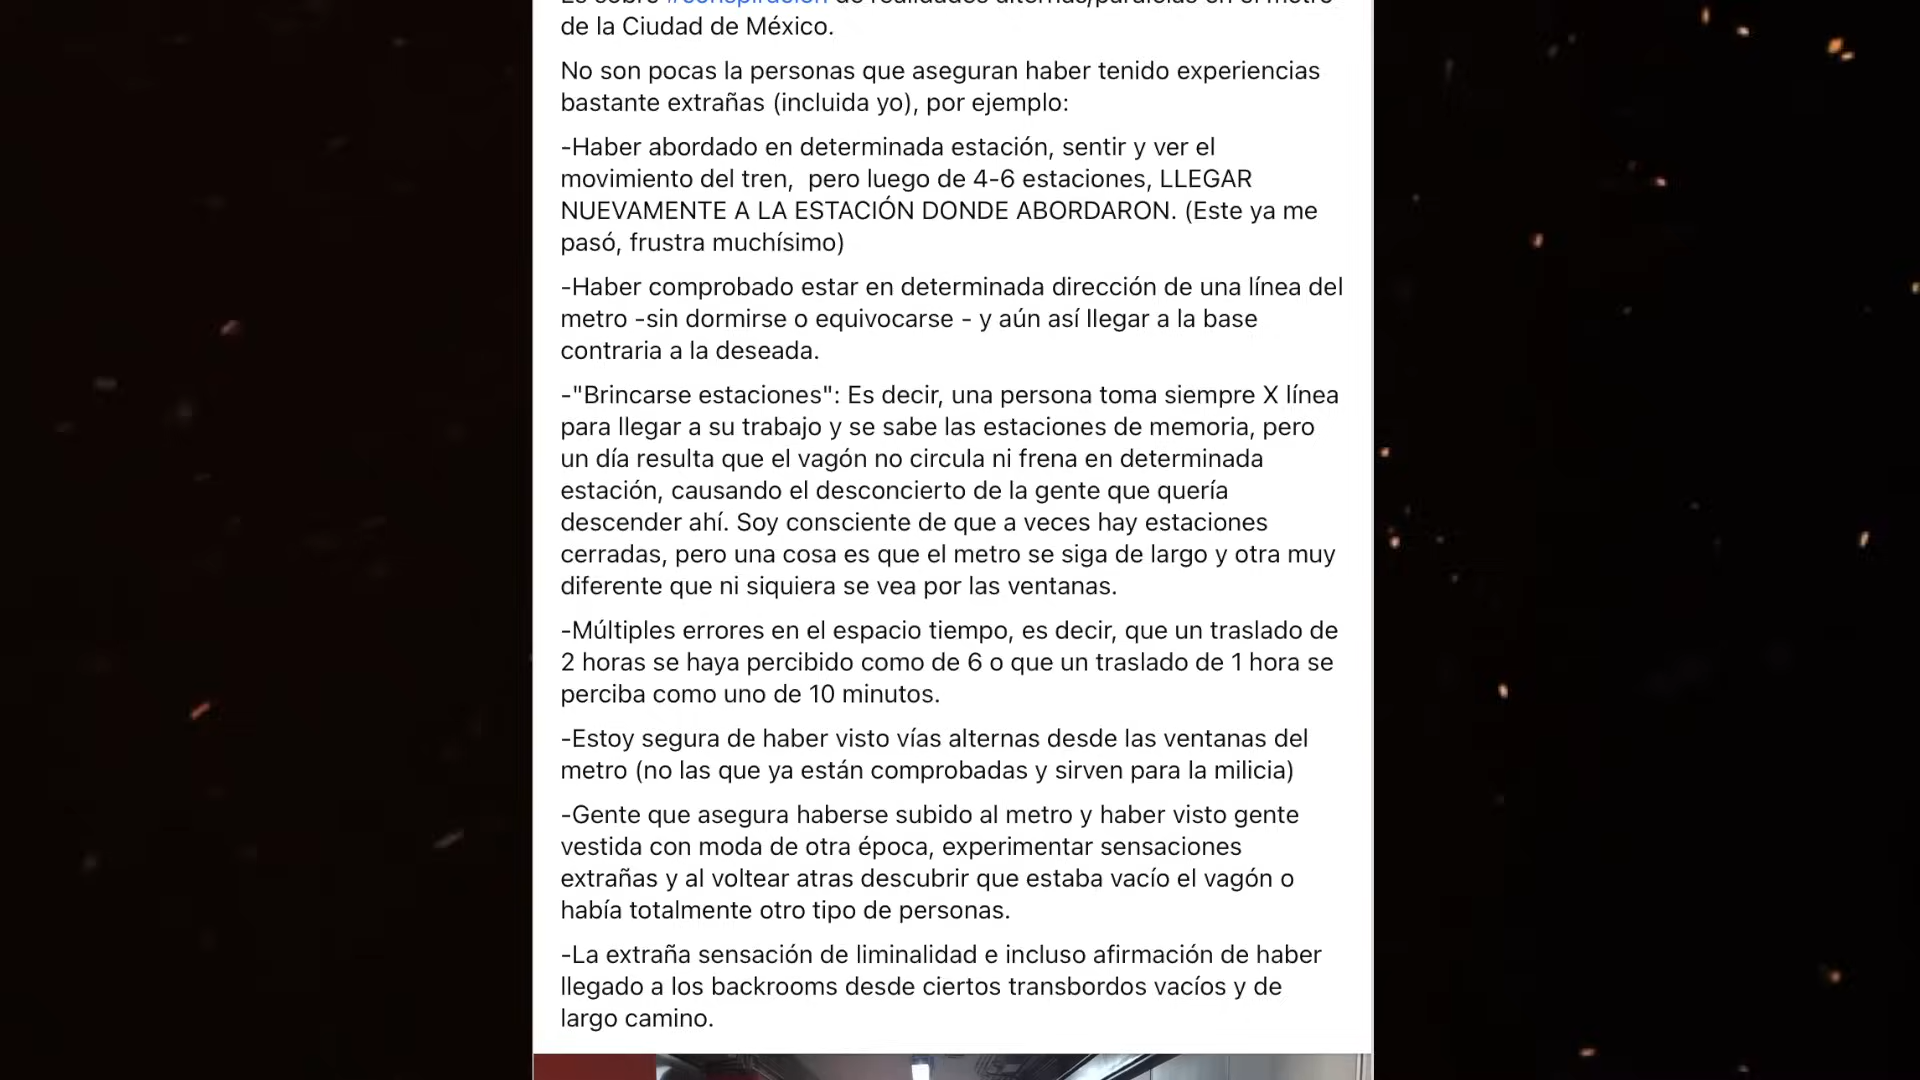 Es sobre #conspiración de realidades alternas/paralelas en el metro
de la Ciudad de México.
No son pocas la personas que aseguran haber tenido experiencias
bastante extrañas (incluida yo), por ejemplo:
-Haber abordado en determinada estación, sentir y ver el
movimiento del tren,  pero luego de 4-6 estaciones, LLEGAR
NUEVAMENTE A LA ESTACIÓN DONDE ABORDARON. (Este ya me
pasó, frustra muchísimo)
-Haber comprobado estar en determinada dirección de una línea del
metro -sin dormirse o equivocarse - y aún así llegar a la base
contraria a la deseada.
-"Brincarse estaciones": Es decir, una persona toma siempre X línea
para llegar a su trabajo y se sabe las estaciones de memoria, pero
un día resulta que el vagón no circula ni frena en determinada
estación, causando el desconcierto de la gente que quería
descender ahí. Soy consciente de que a veces hay estaciones
cerradas, pero una cosa es que el metro se siga de largo y otra muy
diferente que ni siquiera se vea por las ventanas.
-Múltiples errores en el espacio tiempo, es decir, que un traslado de
2 horas se haya percibido como de 6 o que un traslado de 1 hora se
perciba como uno de 10 minutos.
-Estoy segura de haber visto vías alternas desde las ventanas del
metro (no las que ya están comprobadas y sirven para la milicia)
-Gente que asegura haberse subido al metro y haber visto gente
vestida con moda de otra época, experimentar sensaciones
extrañas y al voltear atras descubrir que estaba vacío el vagón o
había totalmente otro tipo de personas.
-La extraña sensación de liminalidad e incluso afirmación de haber
llegado a los backrooms desde ciertos transbordos vacíos y de
largo camino.